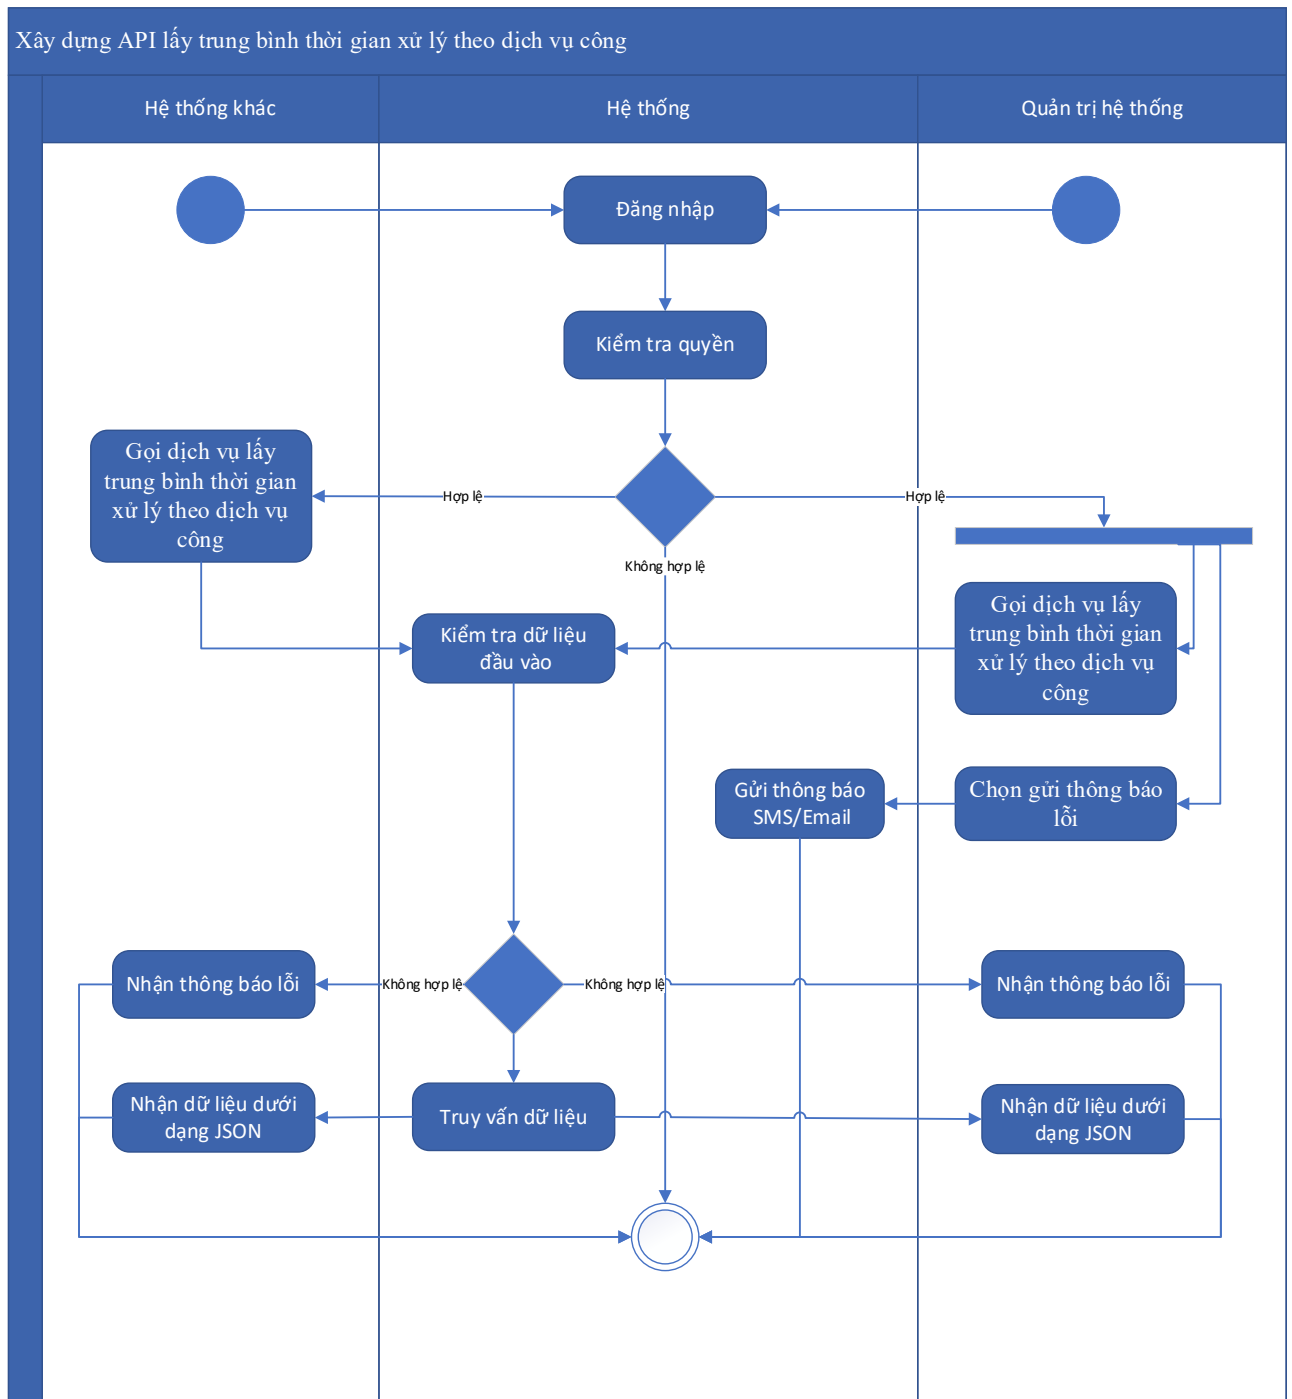 Xây dựng API lấy trung bình thời gian xử lý theo dịch vụ công
Hệ thống khác
Hệ thống
Quản trị hệ thống
Đăng nhập
Kiểm tra quyền
Gọi dịch vụ lấy
trung bình thời gian
xử lý theo dịch vụ
công
Hợp lệ
Hợp lệ
Không hợp lệ
Gọi dịch vụ lấy
trung bình thời gian
xử lý theo dịch vụ
công
Kiểm tra dữ liệu
đầu vào
Gửi thông báo
SMS/Email
Chọn gửi thông báo
lỗi
Nhận thông báo lỗi
Không hợp lệ
Không hợp lệ
Nhận thông báo lỗi
Nhận dữ liệu dưới
dạng JSON
Truy vấn dữ liệu
Nhận dữ liệu dưới
dạng JSON